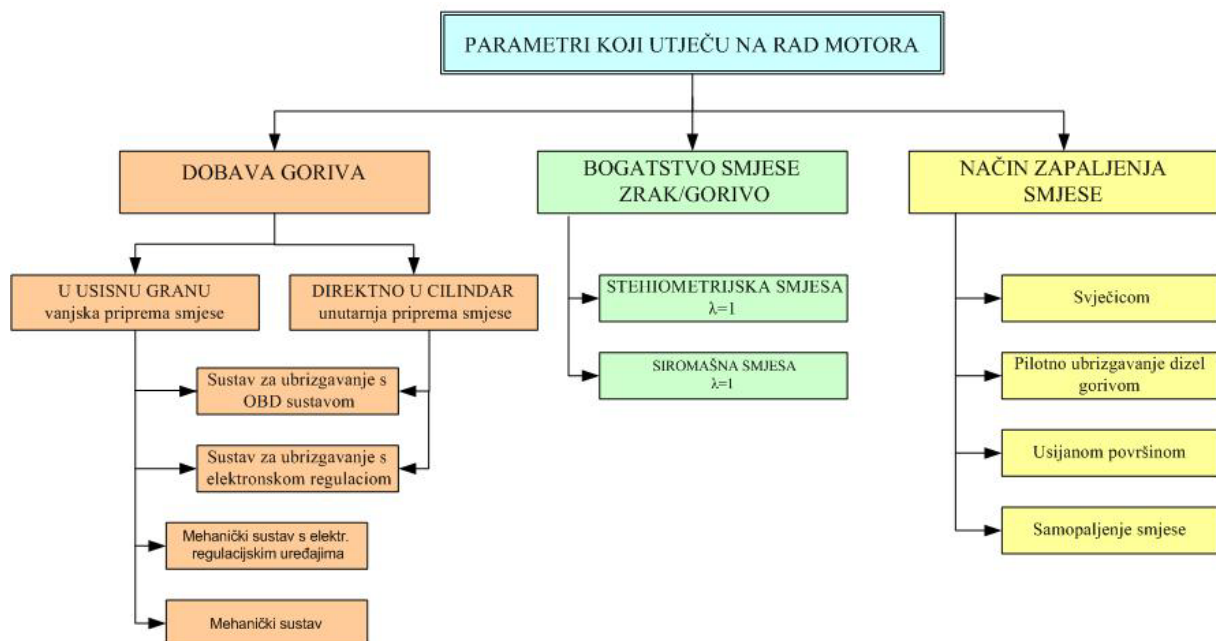 PARAMETRI KOJI UTJEČU NA RAD MOTORA
DOBAVA GORIVA
BOGATSTVO SMJESE
ZRAK/GORIVO
NAČIN ZAPALJENJA
SMJESE
U USISNU GRANU
vanjska priprema smjese
DIREKTNO U CILINDAR
unutarnja priprema smjese
STEHIOMETRIJSKA SMJESA
λ=1
Svječicom
Sustav za ubrizgavanje s
OBD sustavom
SIROMAŠNA SMJESA
λ=1
Pilotno ubrizgavanje dizel
gorivom
Sustav za ubrizgavanje s
elektronskom regulaciom
Usijanom površinom
Mehanički sustav s elektr.
regulacijskim uređajima
Samopaljenje smjese
Mehanički sustav